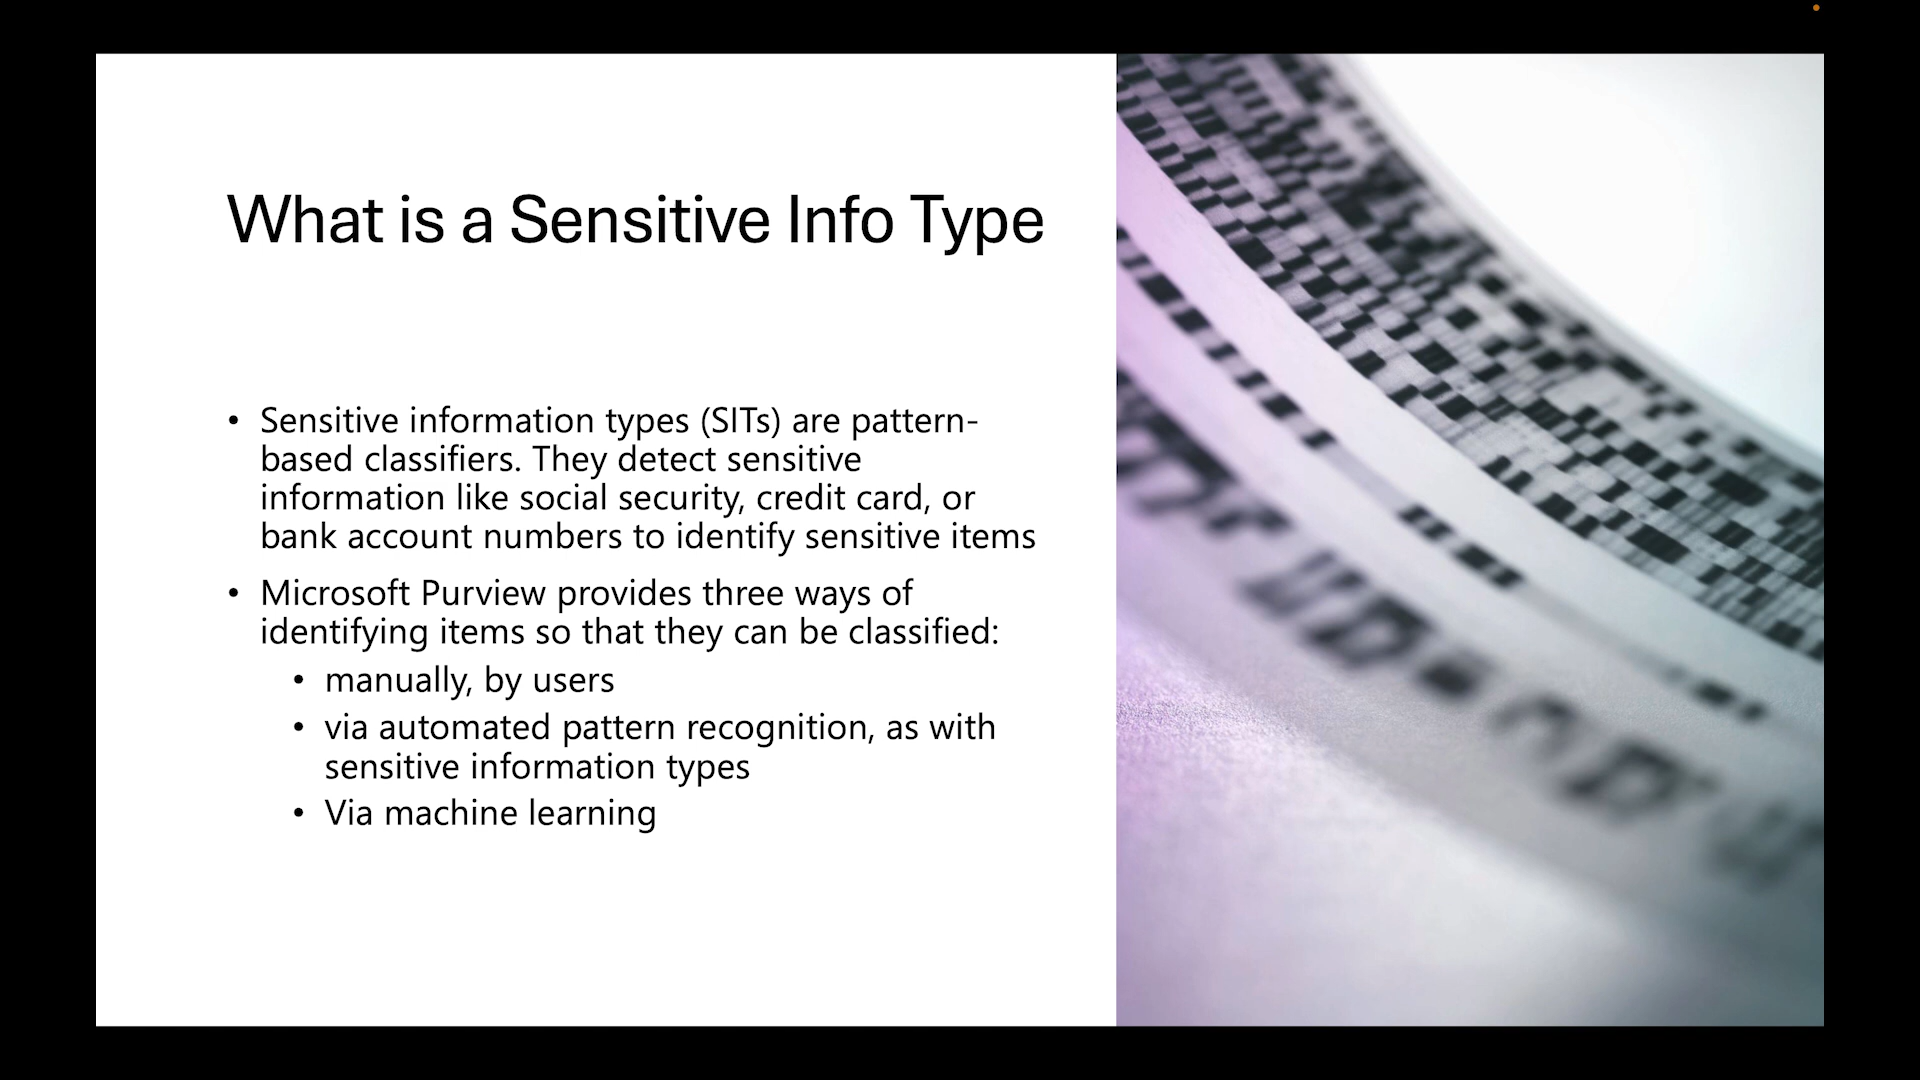 What is a Sensitive Info Type
• Sensitive information types (SITs) are pattern-
based classifiers. They detect sensitive
information like social security, credit card, or
bank account numbers to identify sensitive items
• Microsoft Purview provides three ways of
identifying items so that they can be classified:
• manually, by users
• via automated pattern recognition, as with
sensitive information types
• Via machine learning